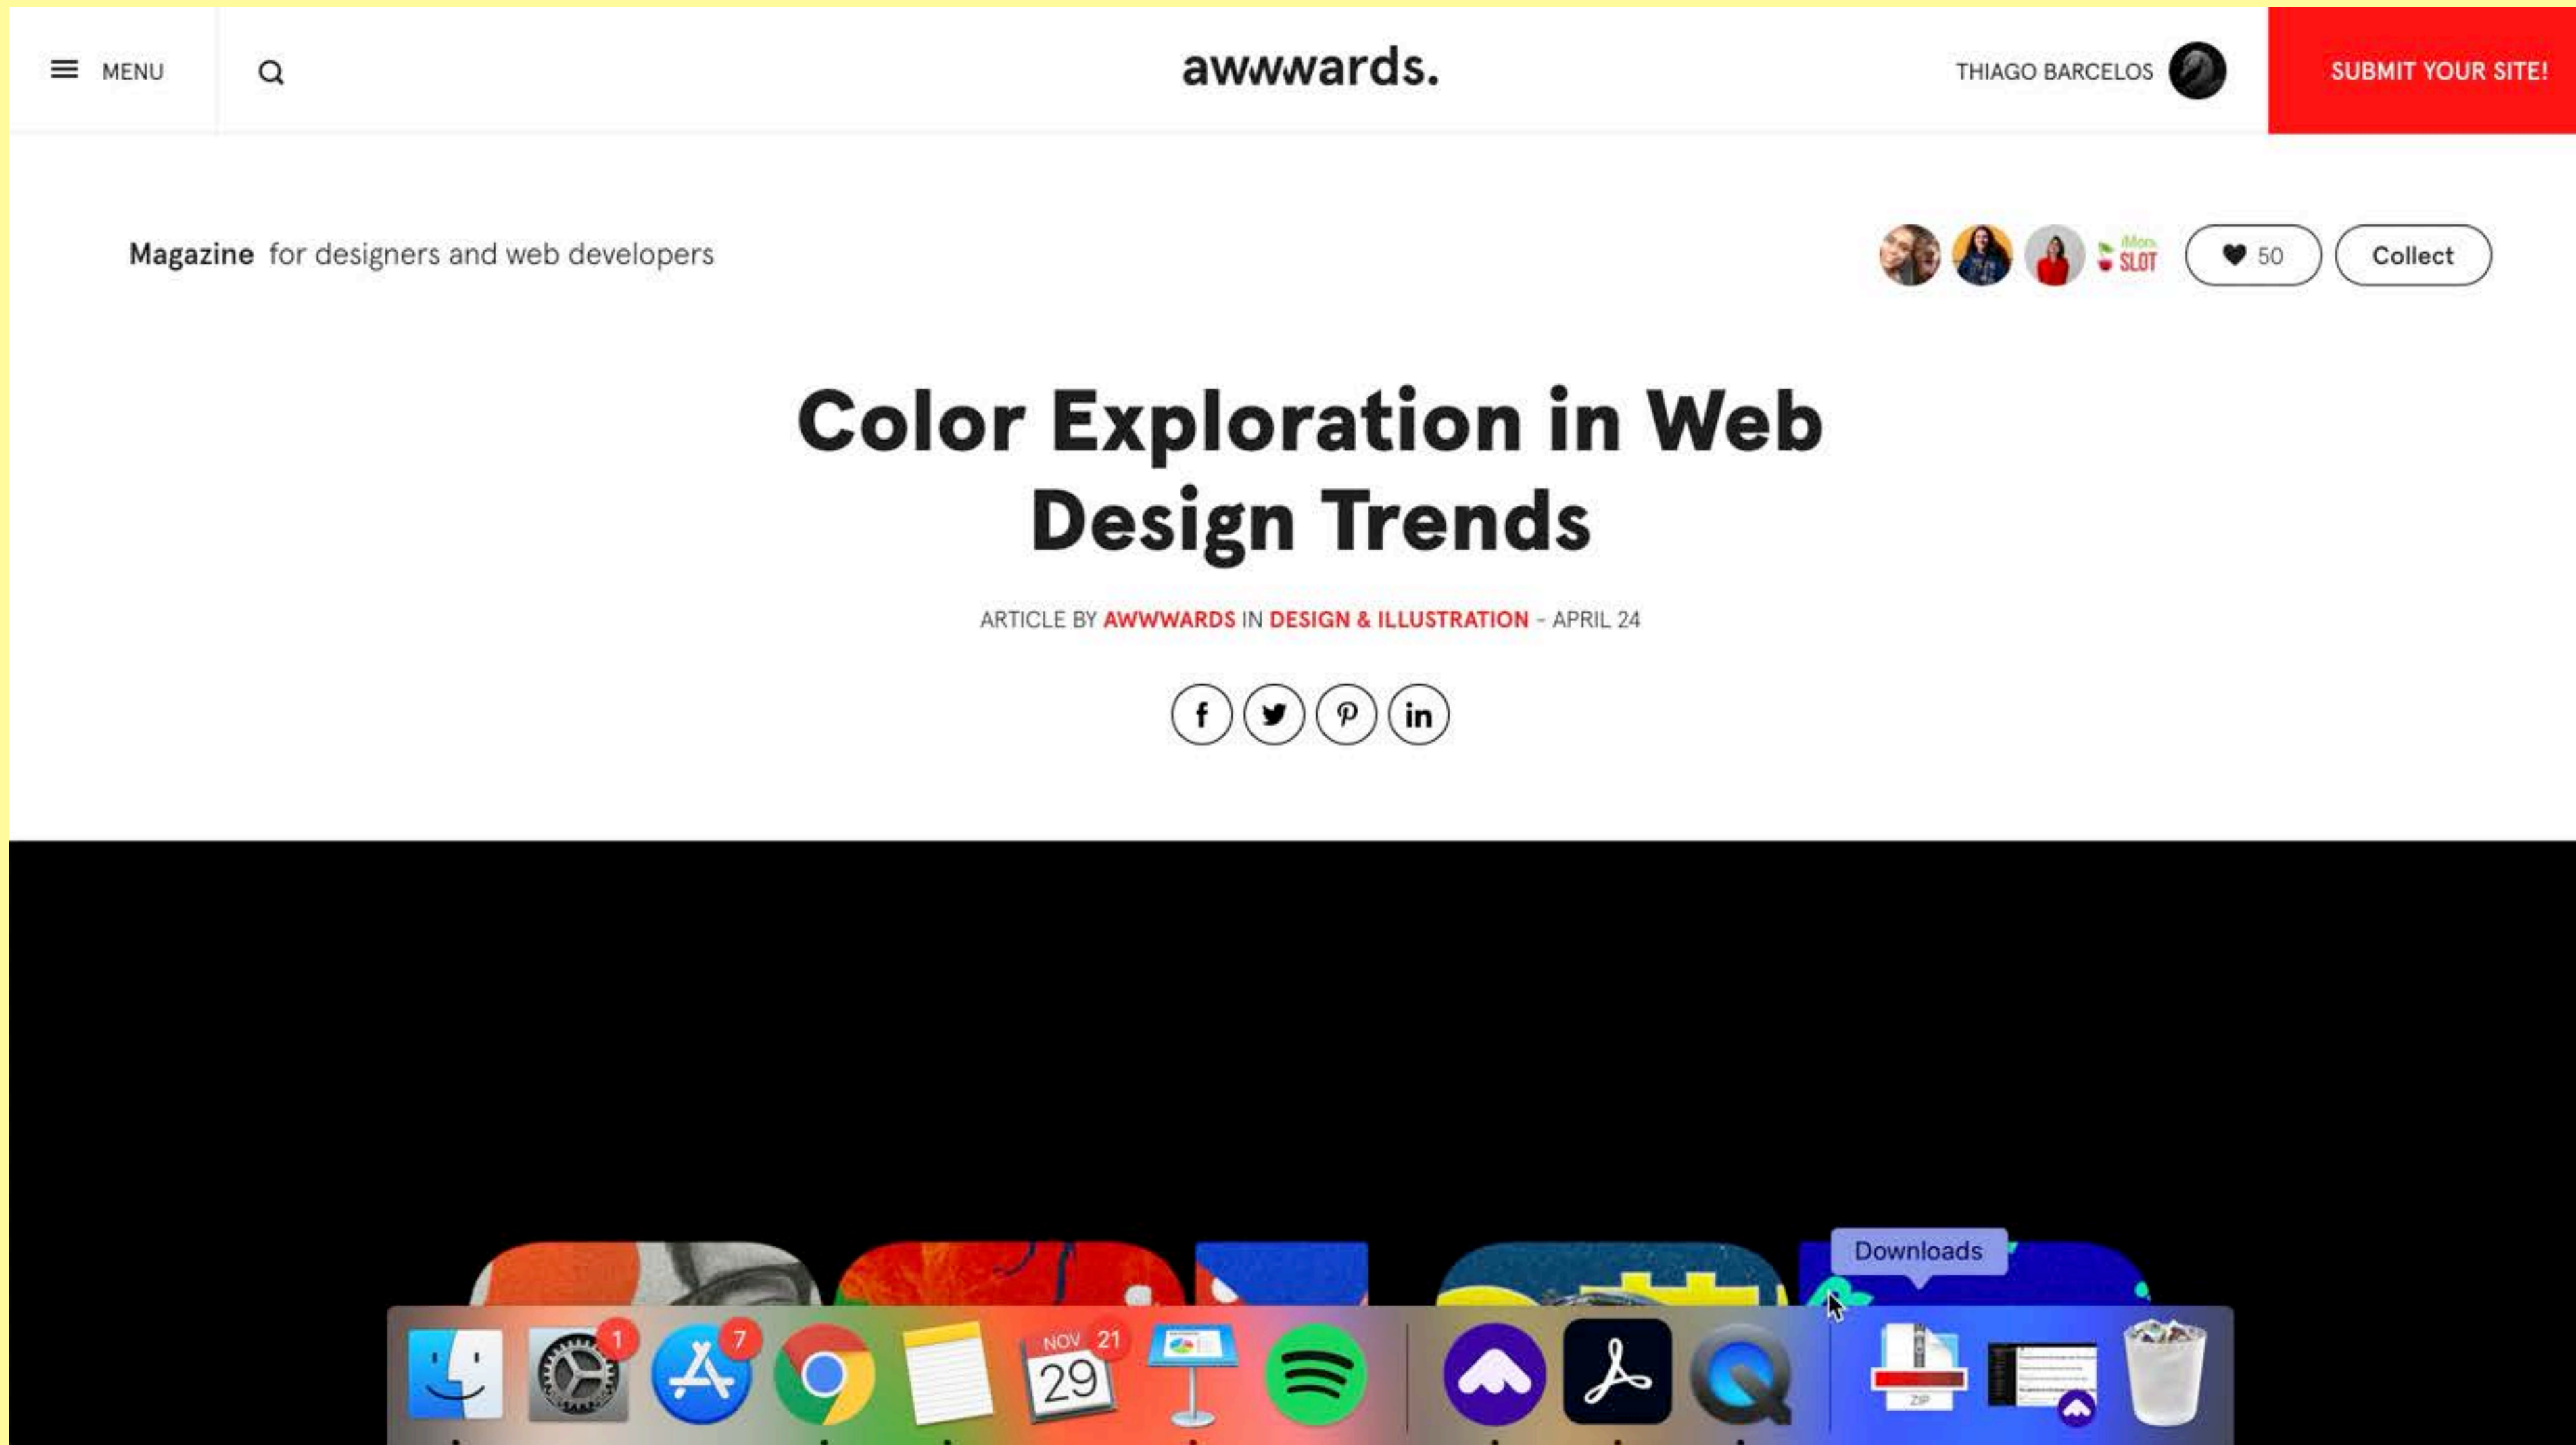 MENU
awwwards.
THIAGO BARCELOS
SUBMIT YOUR SITE!
Magazine for designers and web developers
iMoni
SLOT
50
Collect
Color Exploration in Web
Design Trends
ARTICLE BY AWWWARDS IN DESIGN & ILLUSTRATION - APRIL 24
Downloads
1
7
NOV 21
29
ZIP